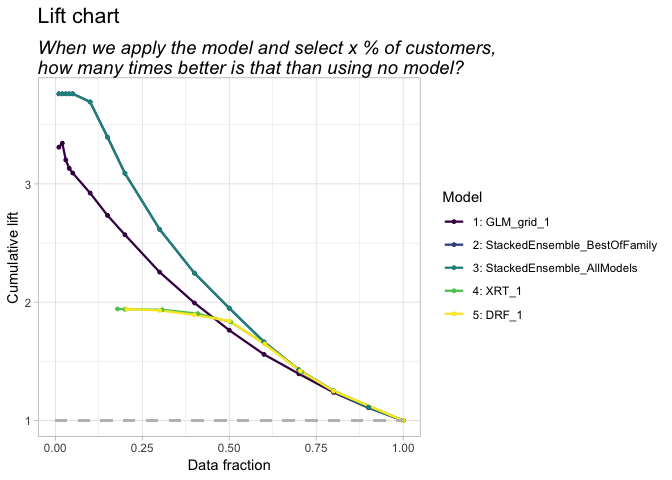 Lift chart
When we apply the model and select x % of customers,
how many times better is that than using no model?
Cumulative lift
3
2
1
0.00 0.25 0.50 0.75 1.00
Data fraction
Model
1: GLM_grid_1
2: StackedEnsemble_BestOfFamily
3: StackedEnsemble_AllModels
4: XRT_1
5: DRF_1